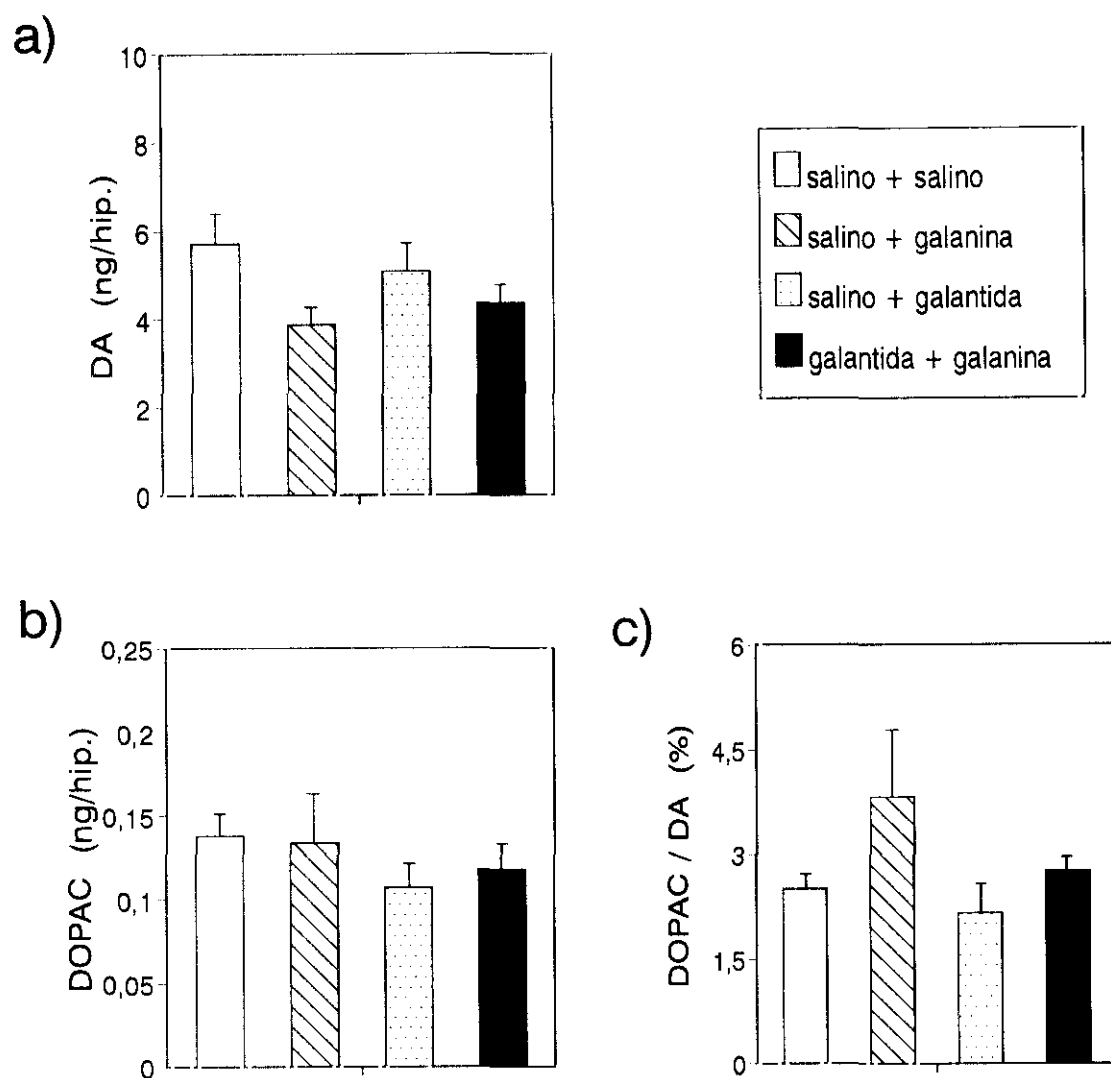 a)
DA (ng/hip.)
10
8
6
4
2
0
salino + salino
salino + galanina
salino + galantida
galantida + galanina
b)
DOPAC (ng/hip.)
0,25
0,2
0,15
0,1
0,05
0
c)
DOPAC / DA (%)
6
4,5
3
1,5
0